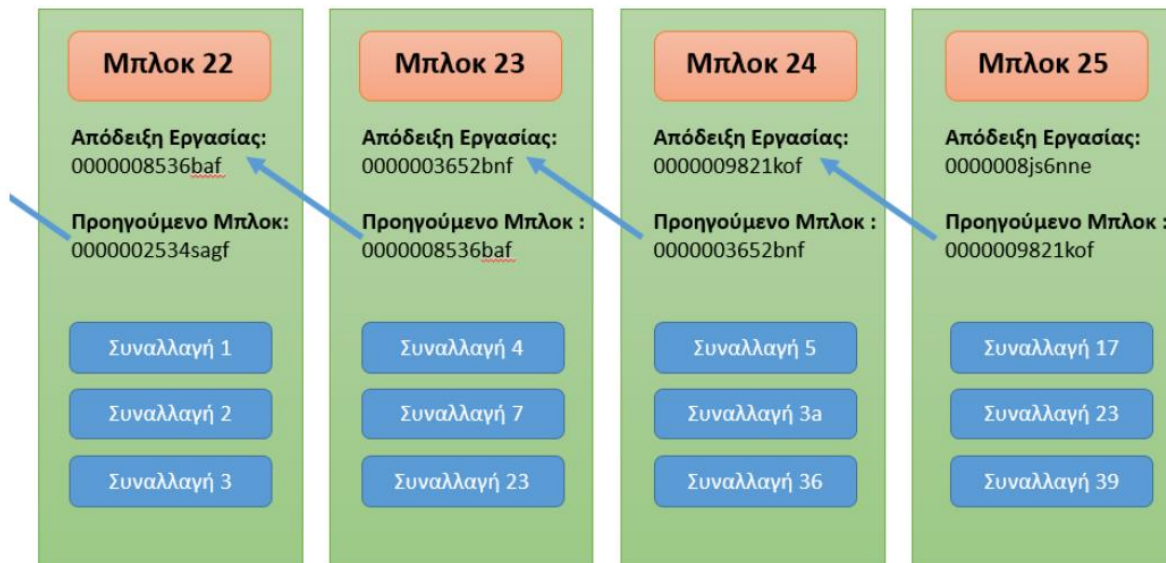 Μπλοκ 22
Απόδειξη Εργασίας:
0000008536baf
Προηγούμενο Μπλοκ:
0000002534sagf
Συναλλαγή 1
Συναλλαγή 2
Συναλλαγή 3
Μπλοκ 23
Απόδειξη Εργασίας:
0000003652bnf
Προηγούμενο Μπλοκ :
0000008536baf
Συναλλαγή 4
Συναλλαγή 7
Συναλλαγή 23
Μπλοκ 24
Απόδειξη Εργασίας:
0000009821kof
Προηγούμενο Μπλοκ :
0000003652bnf
Συναλλαγή 5
Συναλλαγή 3a
Συναλλαγή 36
Μπλοκ 25
Απόδειξη Εργασίας:
0000008js6nne
Προηγούμενο Μπλοκ :
0000009821kof
Συναλλαγή 17
Συναλλαγή 23
Συναλλαγή 39